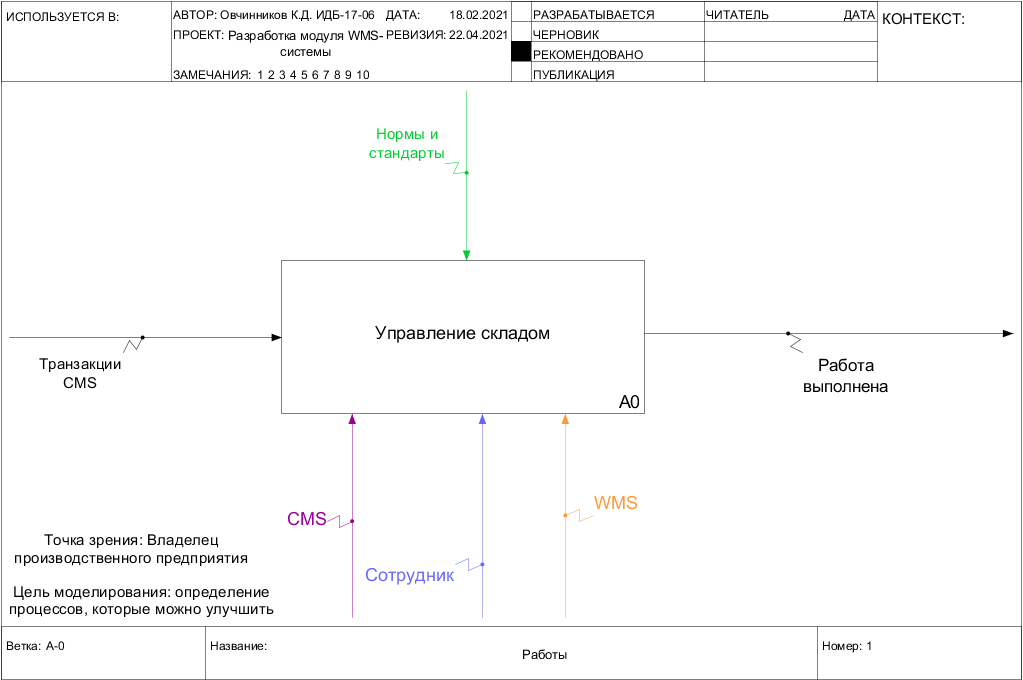 ИСПОЛЬЗУЕТСЯ В:
АВТОР: Овчинников К.Д. ИДБ-17-06 ДАТА: 18.02.2021
ПРОЕКТ: Разработка модуля WMS-системы РЕВИЗИЯ: 22.04.2021
ЗАМЕЧАНИЯ: 1 2 3 4 5 6 7 8 9 10
РАЗРАБАТЫВАЕТСЯ
ЧЕРНОВИК
РЕКОМЕНДОВАНО
ПУБЛИКАЦИЯ
ЧИТАТЕЛЬ ДАТА
КОНТЕКСТ:
Нормы и
стандарты
Управление складом
A0
Транзакции
CMS
Работа
выполнена
CMS
Сотрудник
WMS
Точка зрения: Владелец
производственного предприятия
Цель моделирования: определение
процессов, которые можно улучшить
Ветка: A-0
Название:
Работы
Номер: 1